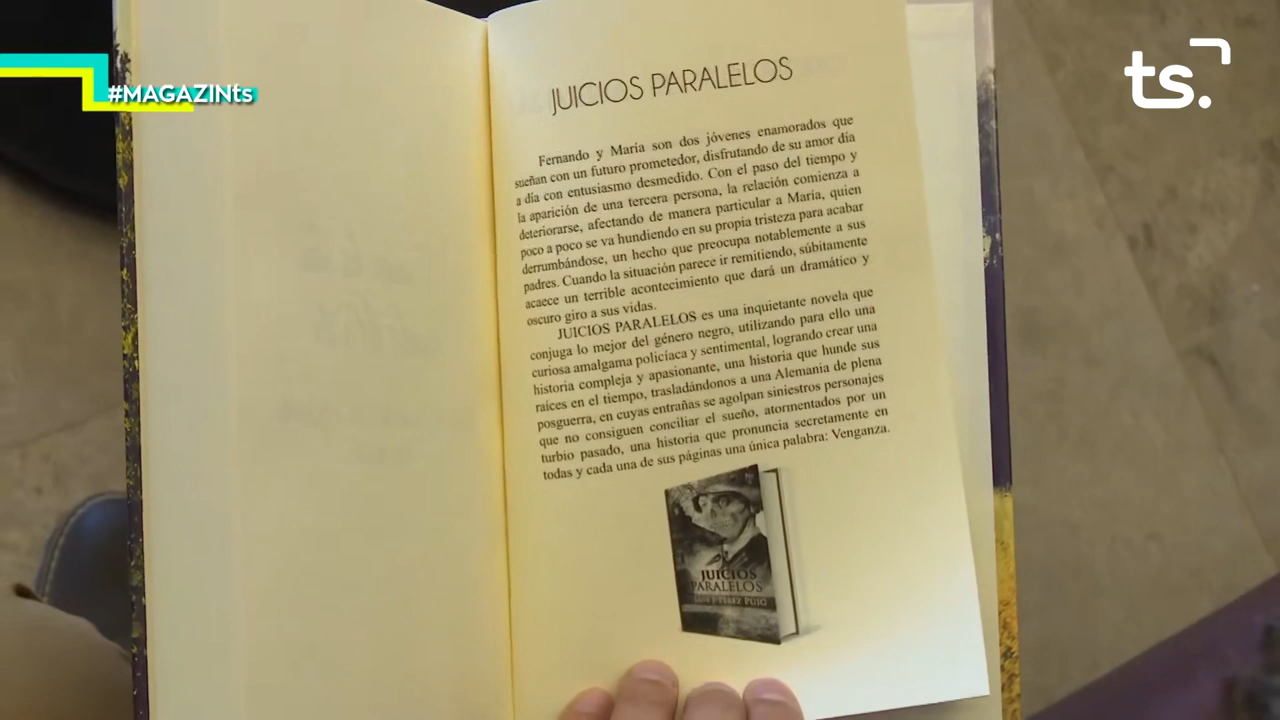 #MAGAZINts
ts.
JUICIOS PARALELOS
Fernando y María son dos jóvenes enamorados que
sueñan con un futuro prometedor, disfrutando de su amor día
a día con entusiasmo desmedido. Con el paso del tiempo y
la aparición de una tercera persona, la relación comienza a
deteriorarse, afectando de manera particular a María, quien
poco a poco se va hundiendo en su propia tristeza para acabar
derrumbándose, un hecho que preocupa notablemente a sus
padres. Cuando la situación parece ir remitiendo, súbitamente
acaece un terrible acontecimiento que dará un dramático y
oscuro giro a sus vidas.
JUICIOS PARALELOS es una inquietante novela que
conjuga lo mejor del género negro, utilizando para ello una
curiosa amalgama policíaca y sentimental, logrando crear una
historia compleja y apasionante, una historia que hunde sus
raíces en el tiempo, trasladándonos a una Alemania de plena
posguerra, en cuyas entrañas se agolpan siniestros personajes
que no consiguen conciliar el sueño, atormentados por un
turbio pasado, una historia que pronuncia secretamente en
todas y cada una de sus páginas una única palabra: Venganza.
JUICIOS
PARALELOS
LUIS J. PÉREZ PUIG